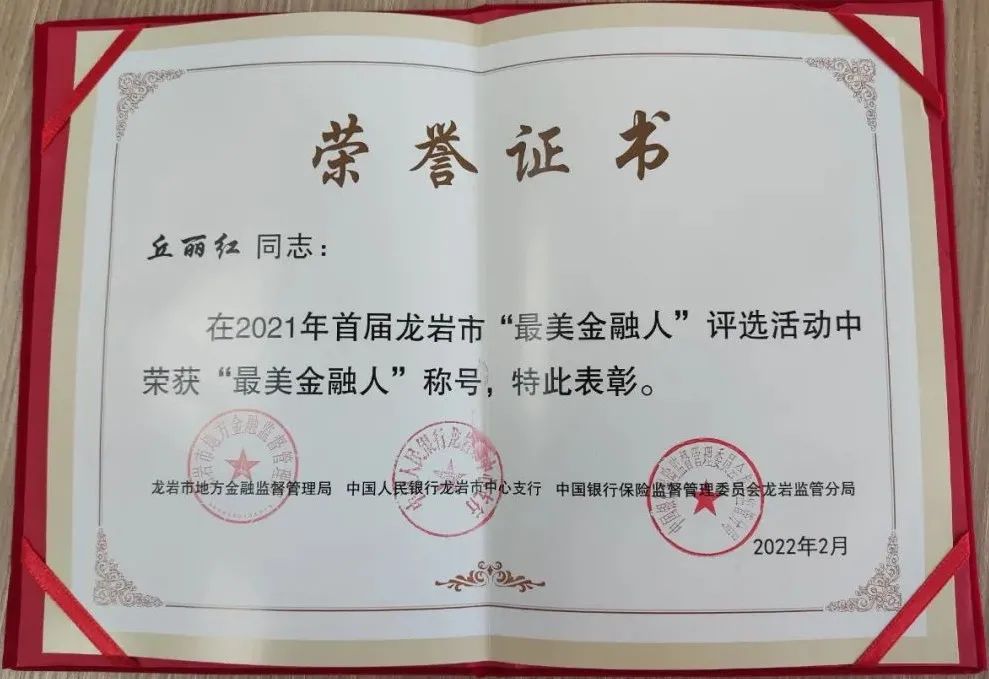 荣誉证书
丘丽红 同志：
在2021年首届龙岩市“最美金融人”评选活动中
荣获“最美金融人”称号，特此表彰。
龙岩市地方金融监督管理局 中国人民银行龙岩市中心支行 中国银行保险监督管理委员会龙岩监管分局
2022年2月